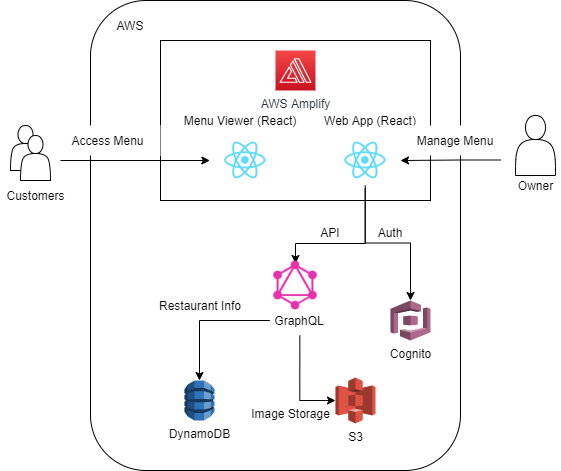 AWS
AWS Amplify
Menu Viewer (React)
Web App (React)
Access Menu
Manage Menu
Customers
Owner
API
Auth
Restaurant Info
GraphQL
Cognito
Image Storage
DynamoDB
S3